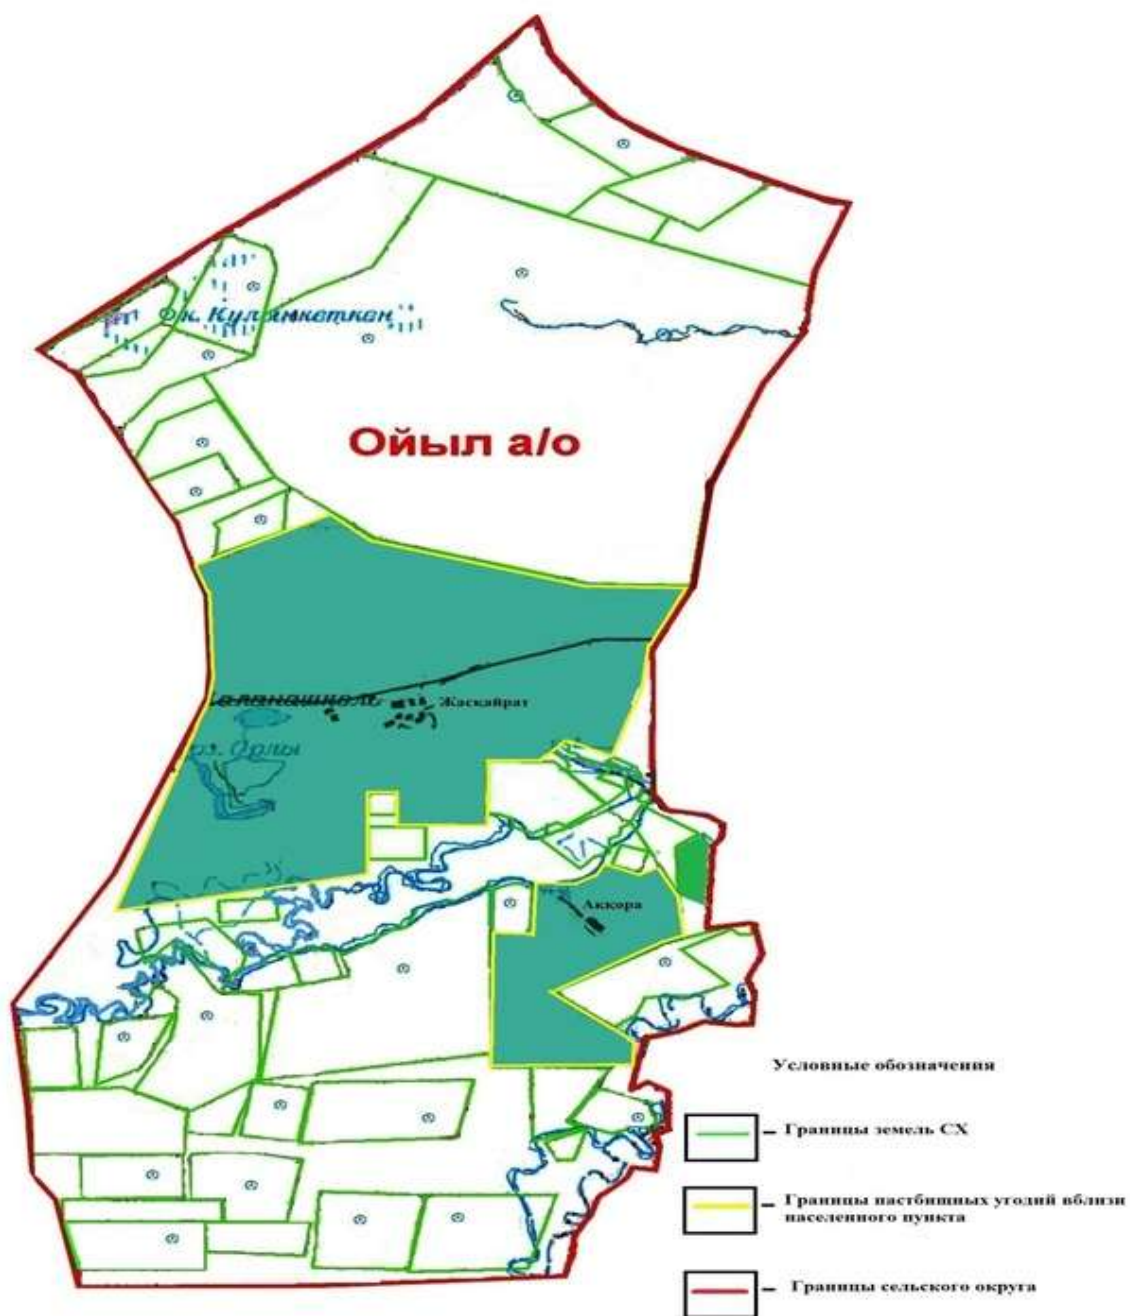 к. Кулянкеткен
Ойыл а/о
Жаскайрат
оз. Орлы
Аккора
Условные обозначения
– Границы земель СХ
– Границы пастбищных угодий вблизи
населенного пункта
– Границы сельского округа